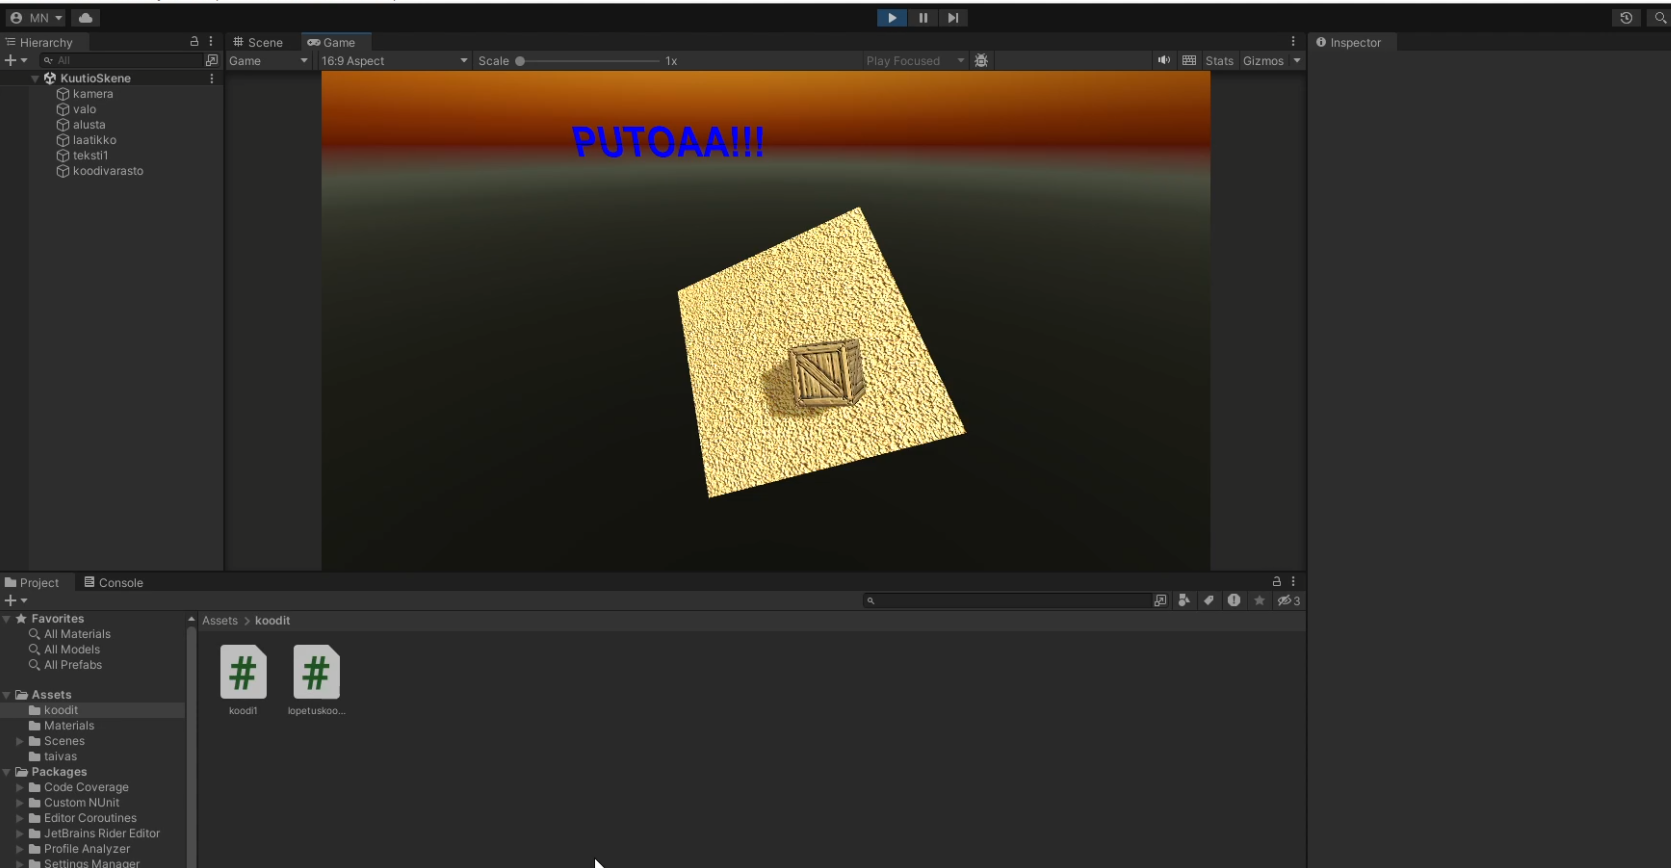 MN
Hierarchy
Scene
Game
Inspector
All
Game
16:9 Aspect
Scale
1x
Play Focused
Stats
Gizmos
KuutioSkene
kamera
valo
alusta
laatikko
teksti1
koodivarasto
PUTOAA!!!
Project
Console
3
Favorites
All Materials
All Models
All Prefabs
Assets
koodit
Materials
Scenes
taivas
Packages
Code Coverage
Custom NUnit
Editor Coroutines
JetBrains Rider Editor
Profile Analyzer
Settings Manager
Assets > koodit
#
#
koodi1
lopetuskoo...